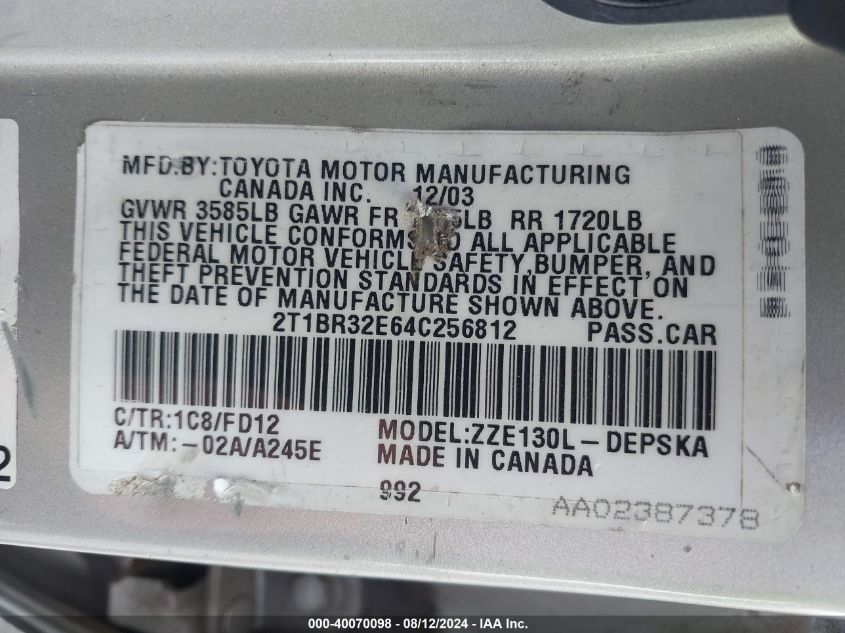 MFD.BY:TOYOTA MOTOR MANUFACTURING
CANADA INC. 12/03
GVWR 3585LB GAWR FR RR 1720LB
THIS VEHICLE CONFORMS TO ALL APPLICABLE
FEDERAL MOTOR VEHICLE SAFETY,BUMPER, AND
THEFT PREVENTION STANDARDS IN EFFECT ON
THE DATE OF MANUFACTURE SHOWN ABOVE.
2T1BR32E64C256812 PASS.CAR
C/TR:1C8/FD12
A/TM:-02A/A245E
MODEL:ZZE130L-DEPSKA
MADE IN CANADA
992
AA02387378
2
000-40070098 - 08/12/2024 - IAA Inc.